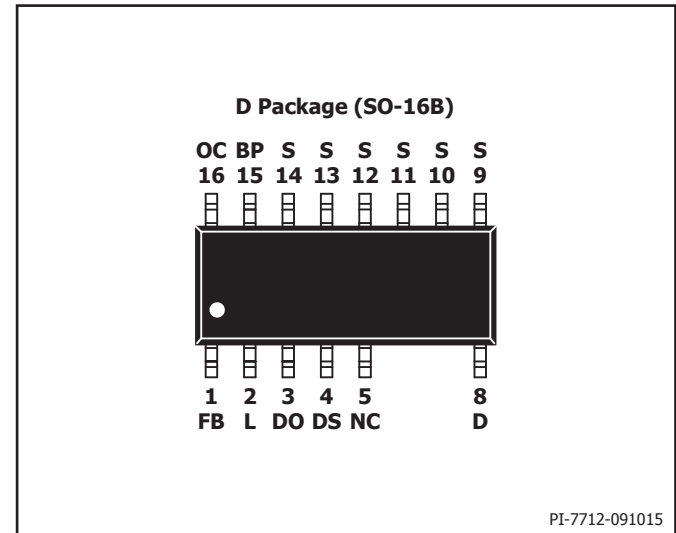 D Package (SO-16B)
OC BP S S S S S S
16 15 14 13 12 11 10 9
1 2 3 4 5 8
FB L DO DS NC D
PI-7712-091015